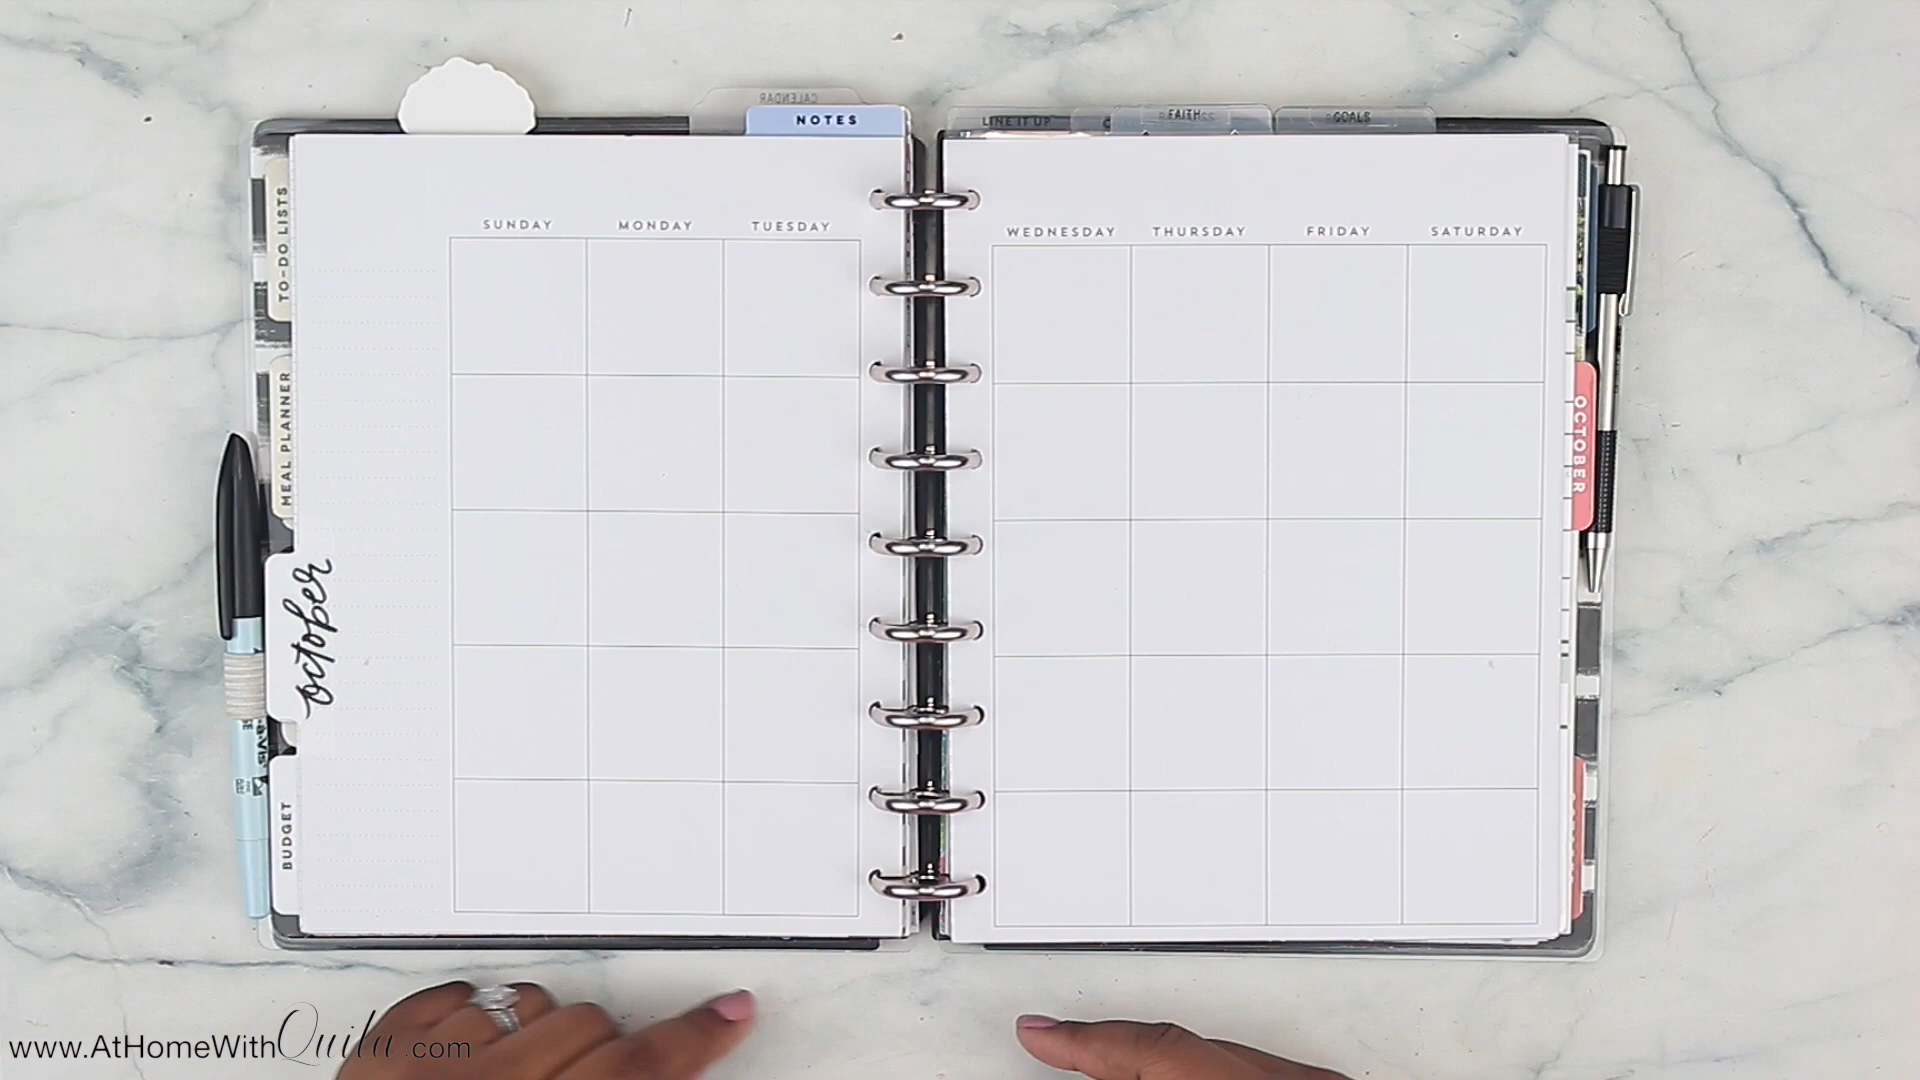 CALENDAR
NOTES
LINE IT UP
FAITH
GOALS
TO-DO LISTS
MEAL PLANNER
october
BUDGET
SUNDAY MONDAY TUESDAY
WEDNESDAY THURSDAY FRIDAY SATURDAY
OCTOBER
www.AtHomeWithQuila.com